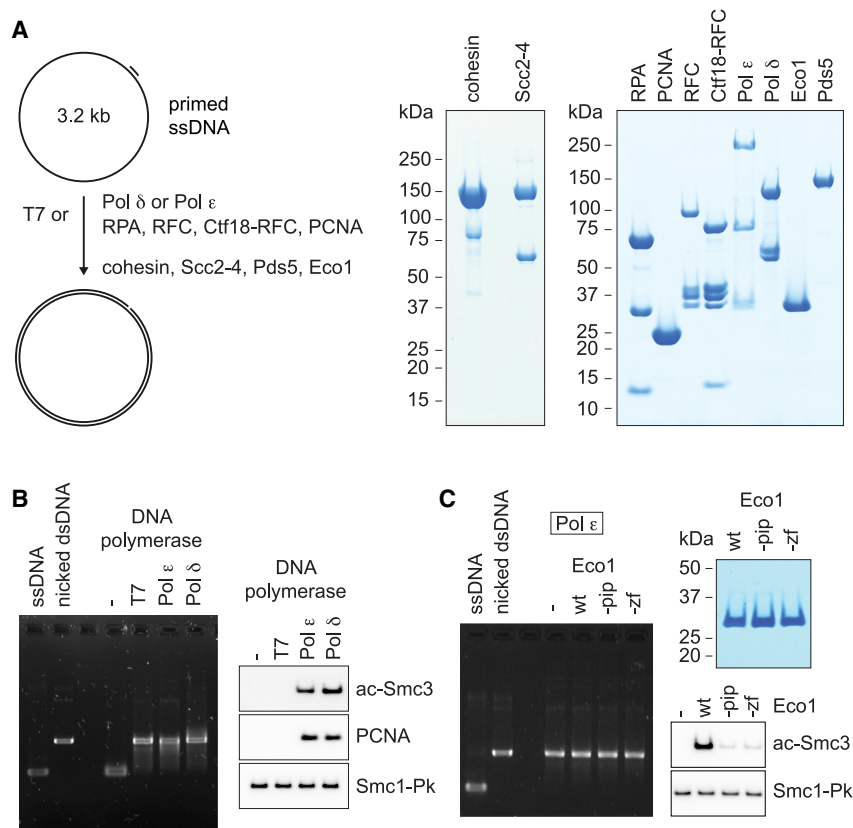 A
3.2 kb
primed
ssDNA
T7 or
Pol δ or Pol ε
RPA, RFC, Ctf18-RFC, PCNA
cohesin, Scc2-4, Pds5, Eco1
cohesin
Scc2-4
kDa
250
150
100
75
50
37
25
20
15
RPA
PCNA
RFC
Ctf18-RFC
Pol ε
Pol δ
Eco1
Pds5
kDa
250
150
100
75
50
37
25
20
15
10
B
ssDNA
nicked dsDNA
DNA
polymerase
-
T7
Pol ε
Pol δ
DNA
polymerase
-
T7
Pol ε
Pol δ
ac-Smc3
PCNA
Smc1-Pk
C
ssDNA
nicked dsDNA
Pol ε
Eco1
-
wt
-pip
-zf
Eco1
kDa
wt
-pip
-zf
50
37
25
20
-
wt
-pip
-zf
Eco1
ac-Smc3
Smc1-Pk